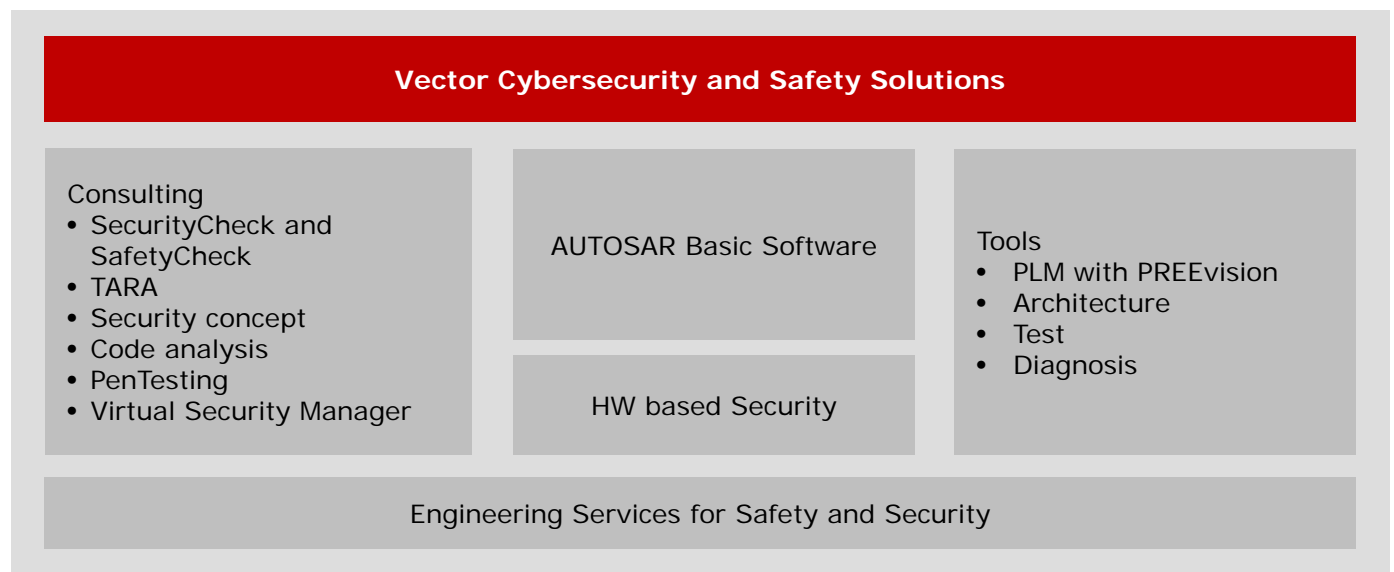 Vector Cybersecurity and Safety Solutions
Consulting
• SecurityCheck and
SafetyCheck
• TARA
• Security concept
• Code analysis
• PenTesting
• Virtual Security Manager
AUTOSAR Basic Software
HW based Security
Tools
• PLM with PREEvision
• Architecture
• Test
• Diagnosis
Engineering Services for Safety and Security